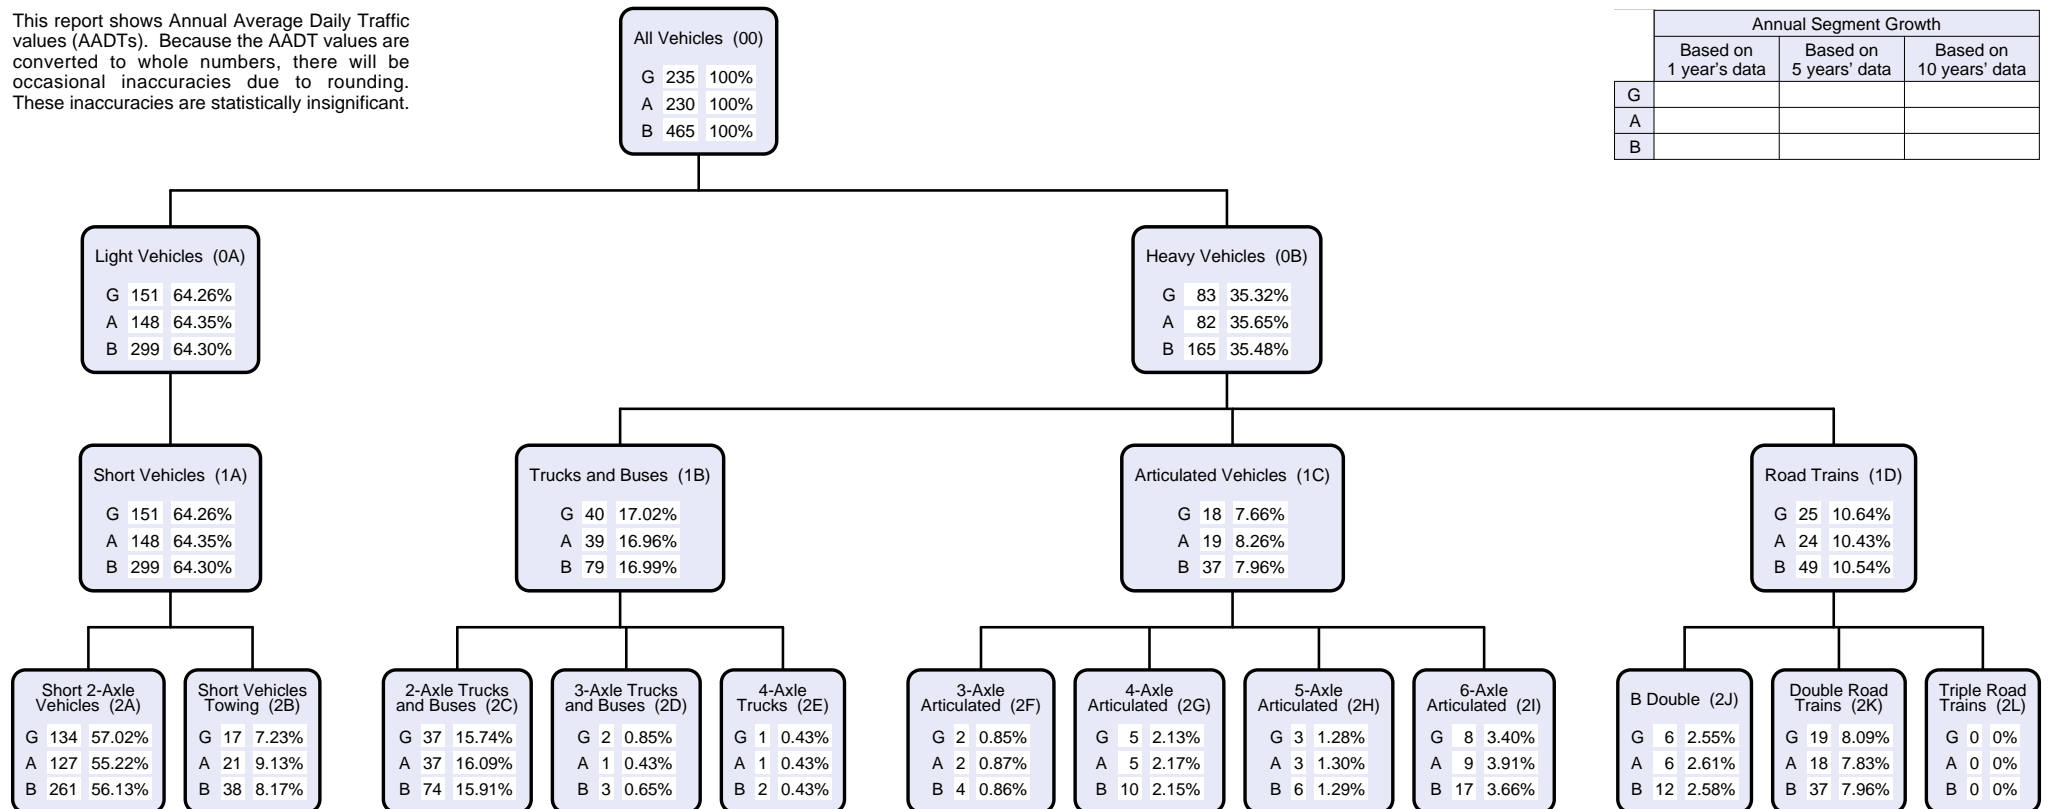 This report shows Annual Average Daily Traffic
values (AADTs). Because the AADT values are
converted to whole numbers, there will be
occasional inaccuracies due to rounding.
These inaccuracies are statistically insignificant.
All Vehicles (00)
G 235 100%
A 230 100%
B 465 100%
Annual Segment Growth
Based on
1 year's data
Based on
5 years' data
Based on
10 years' data
G
A
B
Light Vehicles (0A)
G 151 64.26%
A 148 64.35%
B 299 64.30%
Heavy Vehicles (0B)
G 83 35.32%
A 82 35.65%
B 165 35.48%
Short Vehicles (1A)
G 151 64.26%
A 148 64.35%
B 299 64.30%
Trucks and Buses (1B)
G 40 17.02%
A 39 16.96%
B 79 16.99%
Articulated Vehicles (1C)
G 18 7.66%
A 19 8.26%
B 37 7.96%
Road Trains (1D)
G 25 10.64%
A 24 10.43%
B 49 10.54%
Short 2-Axle
Vehicles (2A)
G 134 57.02%
A 127 55.22%
B 261 56.13%
Short Vehicles
Towing (2B)
G 17 7.23%
A 21 9.13%
B 38 8.17%
2-Axle Trucks
and Buses (2C)
G 37 15.74%
A 37 16.09%
B 74 15.91%
3-Axle Trucks
and Buses (2D)
G 2 0.85%
A 1 0.43%
B 3 0.65%
4-Axle
Trucks (2E)
G 1 0.43%
A 1 0.43%
B 2 0.43%
3-Axle
Articulated (2F)
G 2 0.85%
A 2 0.87%
B 4 0.86%
4-Axle
Articulated (2G)
G 5 2.13%
A 5 2.17%
B 10 2.15%
5-Axle
Articulated (2H)
G 3 1.28%
A 3 1.30%
B 6 1.29%
6-Axle
Articulated (2I)
G 8 3.40%
A 9 3.91%
B 17 3.66%
B Double (2J)
G 6 2.55%
A 6 2.61%
B 12 2.58%
Double Road
Trains (2K)
G 19 8.09%
A 18 7.83%
B 37 7.96%
Triple Road
Trains (2L)
G 0 0%
A 0 0%
B 0 0%